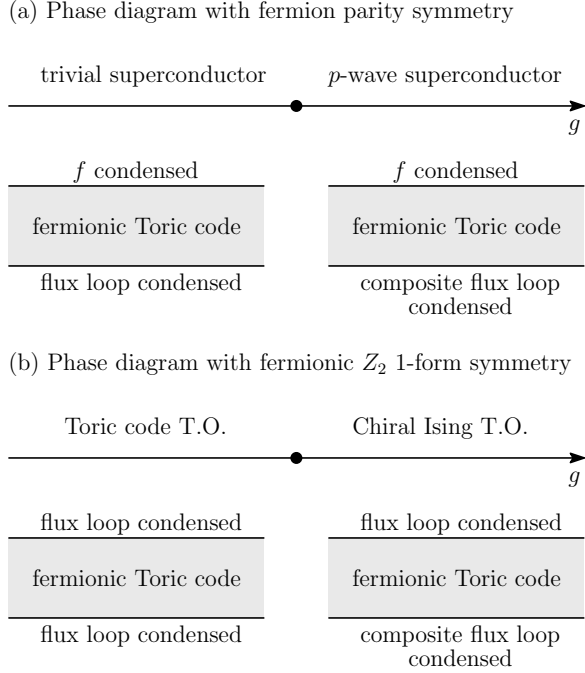 (a) Phase diagram with fermion parity symmetry
trivial superconductor
p-wave superconductor
g
f condensed
f condensed
fermionic Toric code
fermionic Toric code
flux loop condensed
composite flux loop
condensed
(b) Phase diagram with fermionic Z₂ 1-form symmetry
Toric code T.O.
Chiral Ising T.O.
g
flux loop condensed
flux loop condensed
fermionic Toric code
fermionic Toric code
flux loop condensed
composite flux loop
condensed